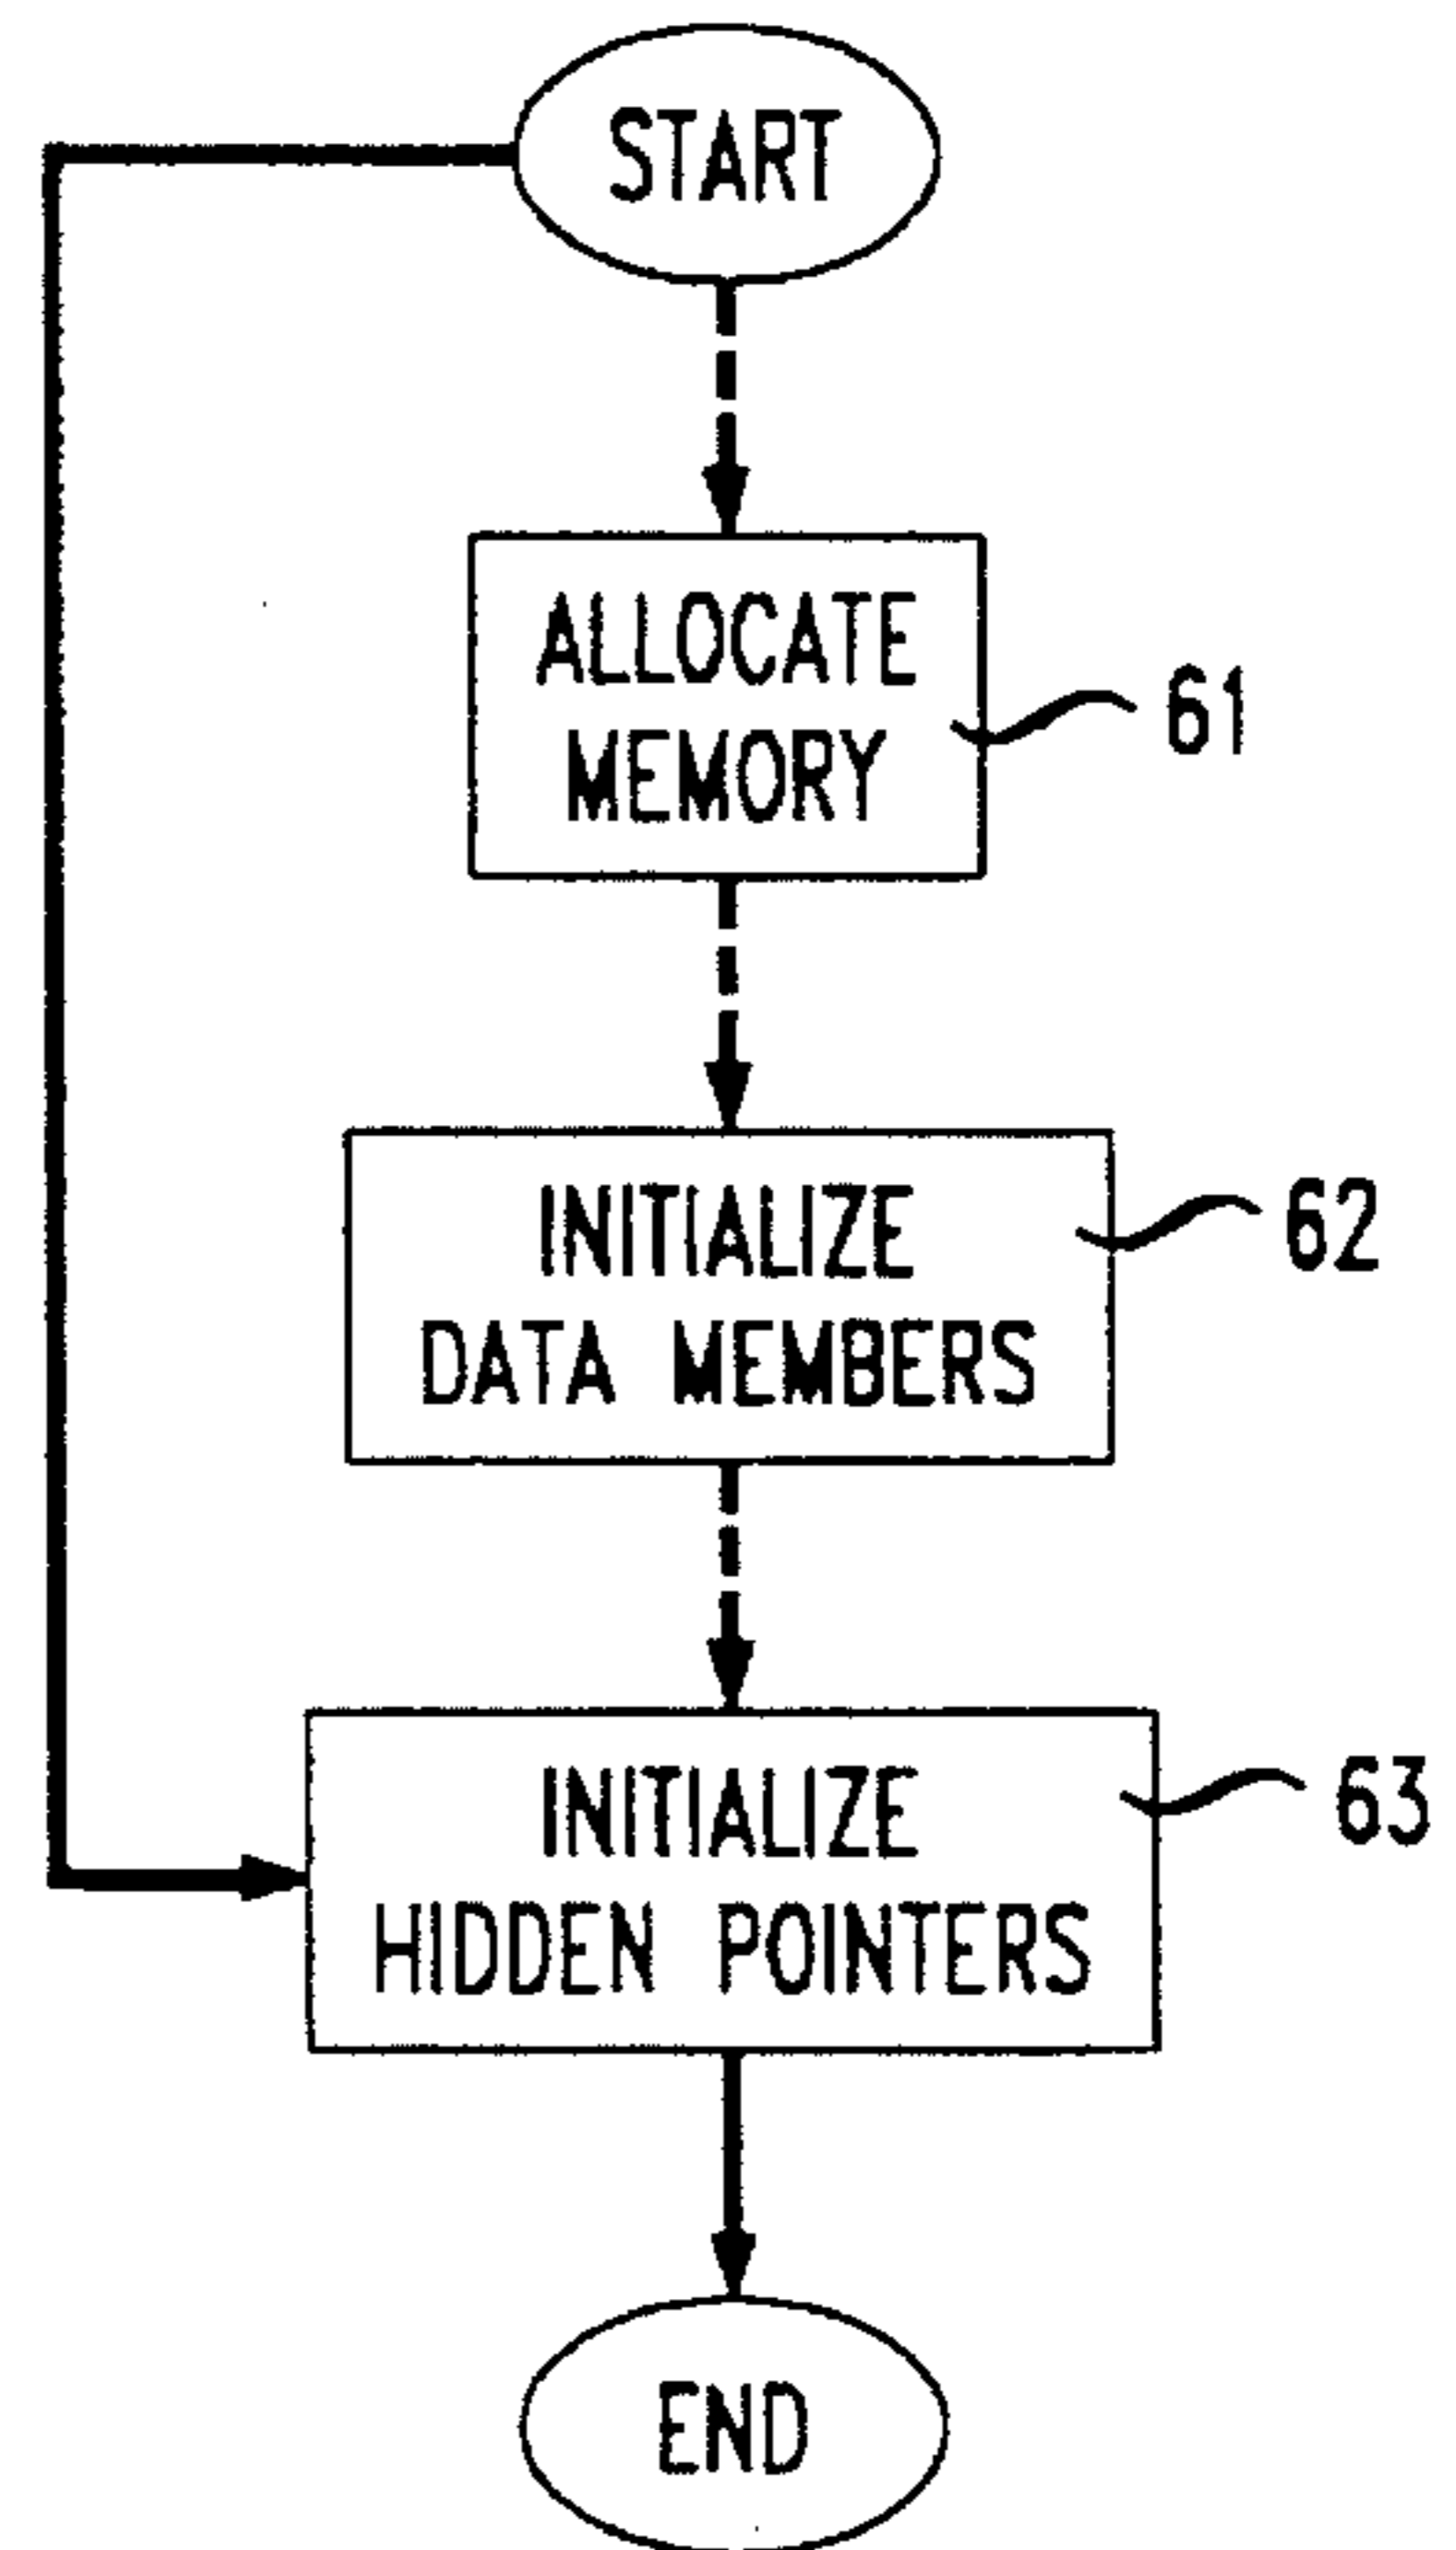 START
ALLOCATE
MEMORY
61
INITIALIZE
DATA MEMBERS
62
INITIALIZE
HIDDEN POINTERS
63
END